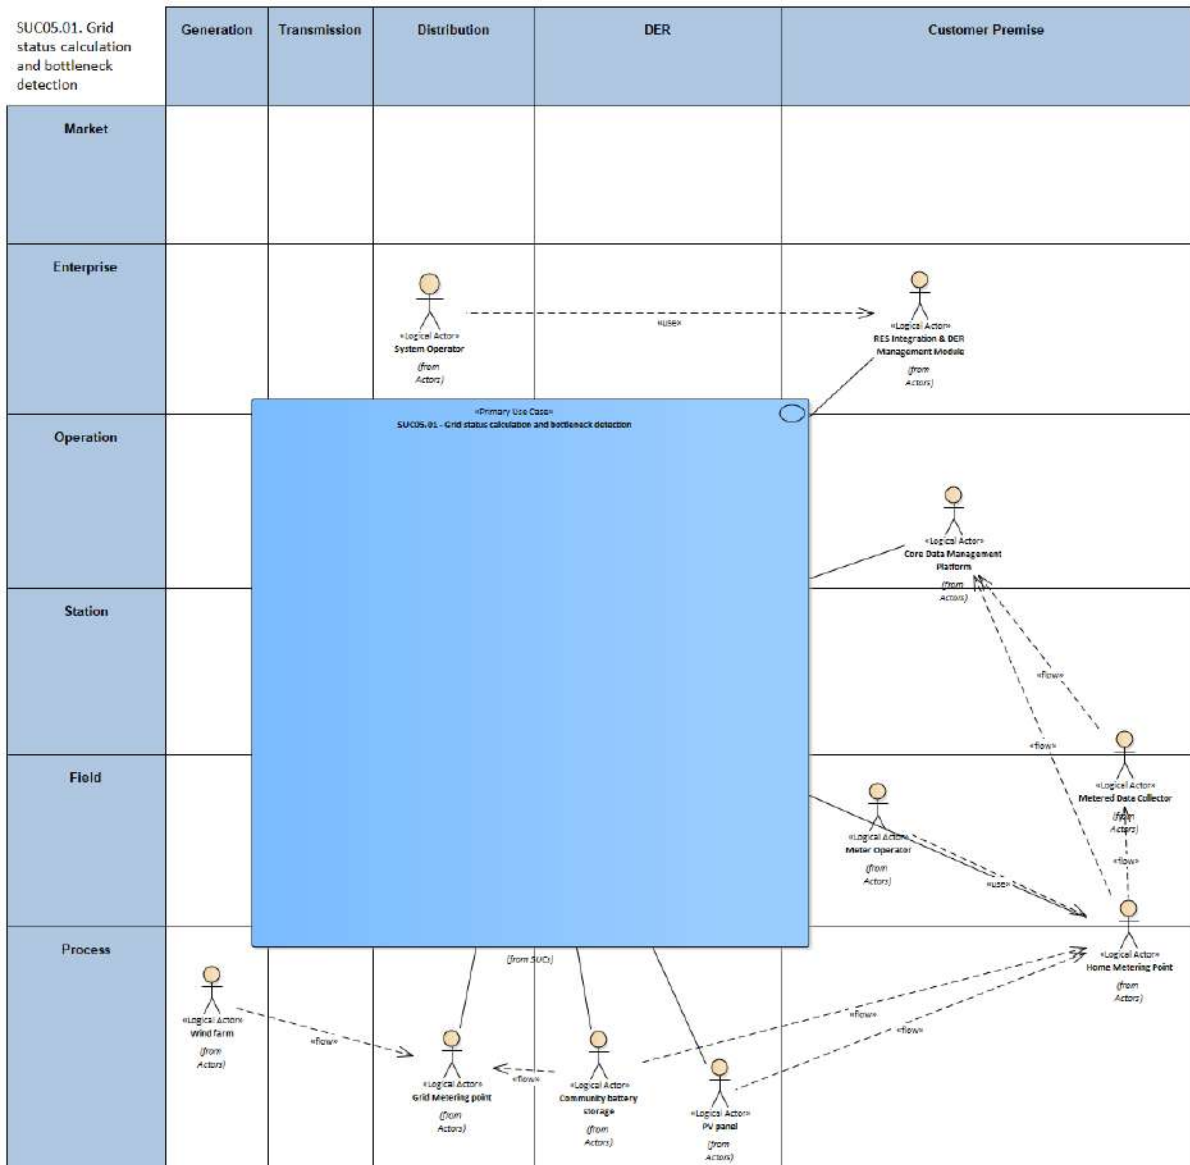 SUC05.01. Grid
status calculation
and bottleneck
detection
Generation
Transmission
Distribution
DER
Customer Premise
Market
Enterprise
«Logical Actor»
System Operator
(from
Actors)
«use»
«Logical Actor»
RES Integration & DER
Management Module
(from
Actors)
Operation
«Primary Use Case»
SUC05.01 - Grid status calculation and bottleneck detection
«Logical Actor»
Core Data Management
Platform
(from
Actors)
Station
«flow»
«flow»
Field
«Logical Actor»
Metered Data Collector
(from
Actors)
«Logical Actor»
Meter Operator
(from
Actors)
«flow»
«use»
Process
(from SUCs)
«Logical Actor»
Home Metering Point
(from
Actors)
«Logical Actor»
Wind farm
(from
Actors)
«flow»
«flow»
«flow»
«flow»
«Logical Actor»
Grid Metering point
(from
Actors)
«Logical Actor»
Community battery
storage
(from
Actors)
«Logical Actor»
PV panel
(from
Actors)